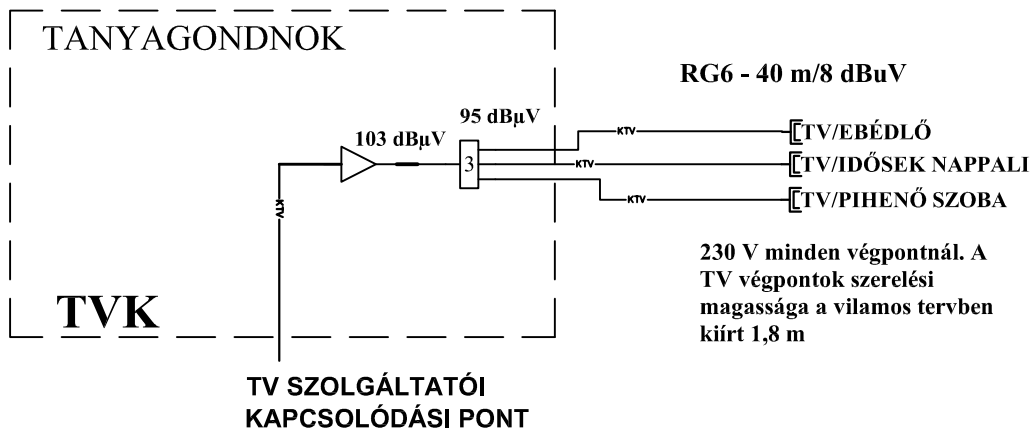 TANYAGONDNOK
RG6 - 40 m/8 dBuV
95 dBµV
103 dBµV
3
KTV
KTV
KTV
KTV
TV/EBÉDLŐ
TV/IDŐSEK NAPPALI
TV/PIHENŐ SZOBA
230 V minden végpontnál. A
TV végpontok szerelési
magassága a vilamos tervben
kiírt 1,8 m
TVK
TV SZOLGÁLTATÓI
KAPCSOLÓDÁSI PONT